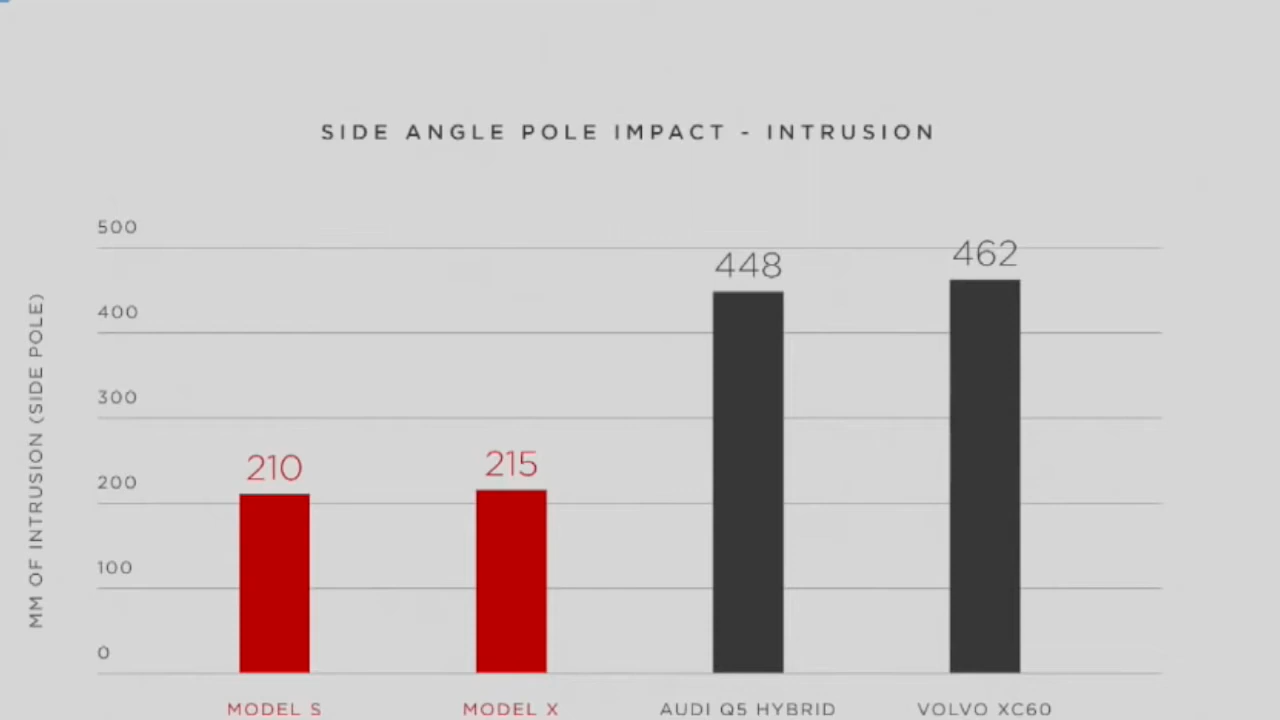 SIDE ANGLE POLE IMPACT - INTRUSION
MM OF INTRUSION (SIDE POLE)
500
400
300
200
100
0
210
215
448
462
MODEL S
MODEL X
AUDI Q5 HYBRID
VOLVO XC60